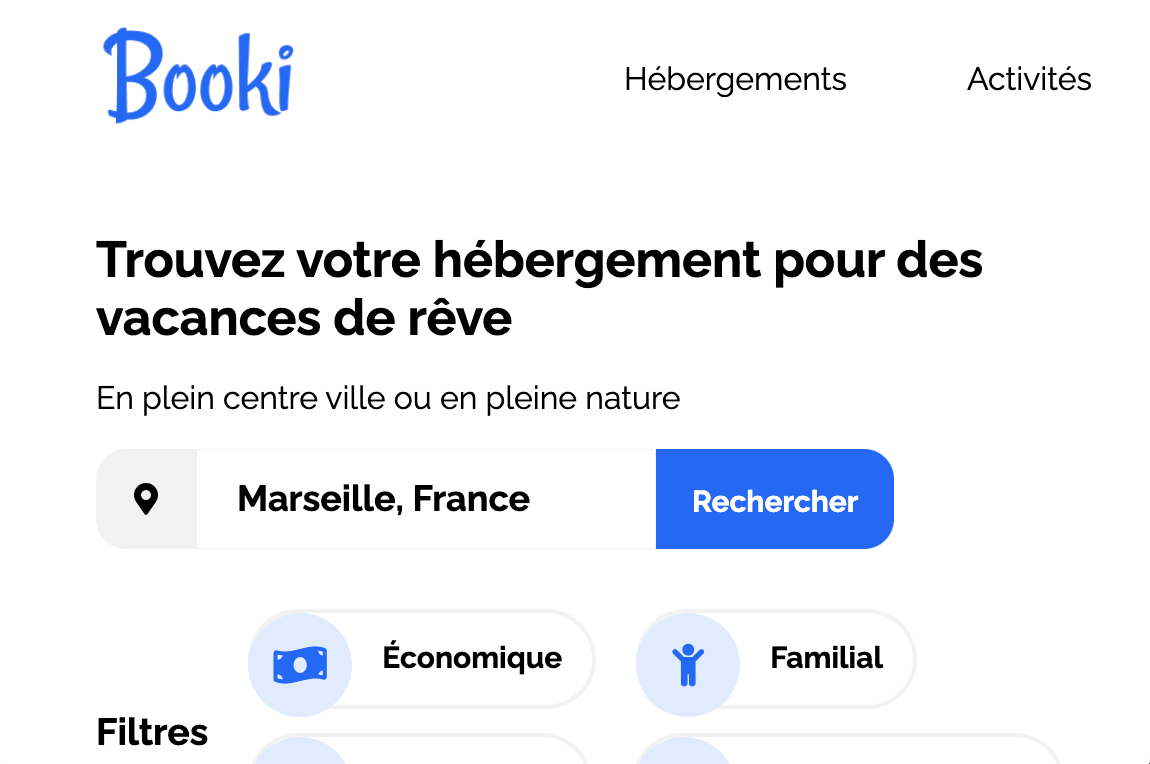 Booki
Hébergements
Activités
Trouvez votre hébergement pour des
vacances de rêve
En plein centre ville ou en pleine nature
Marseille, France
Rechercher
Économique
Familial
Filtres